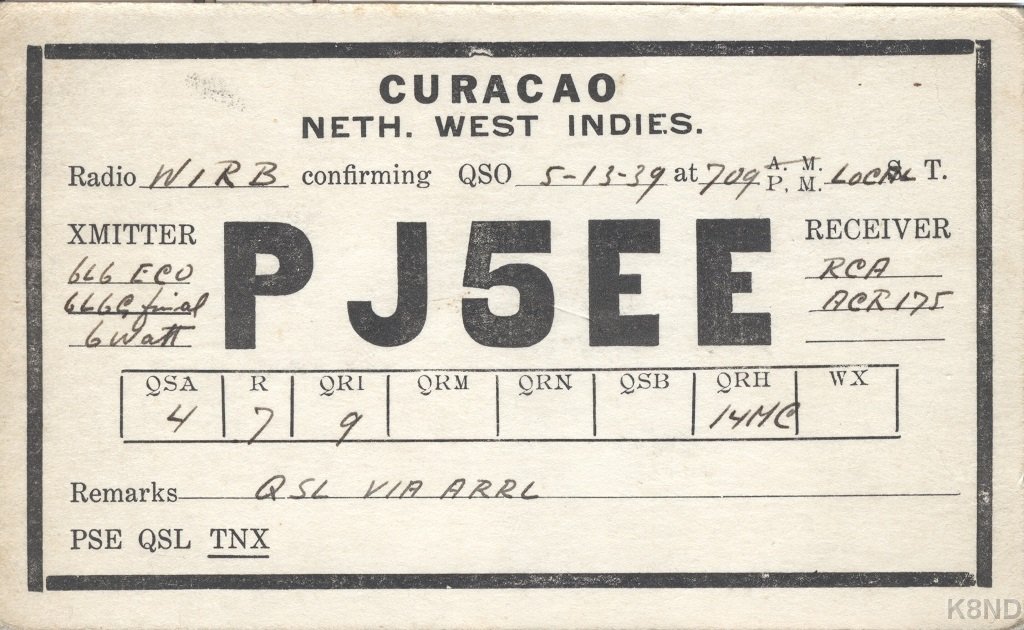 CURACAO
NETH. WEST INDIES.
Radio W1RB confirming QSO 5-13-39 at 709 A. M. P. M. LOCAL S. T.
XMITTER
6L6 ECO
6L6G final
6 Watt
PJ5EE
RECEIVER
RCA
ACR175
QSA R QRI QRM QRN QSB QRH WX
4 7 9 14MC
Remarks QSL VIA ARRL
PSE QSL TNX
K8ND